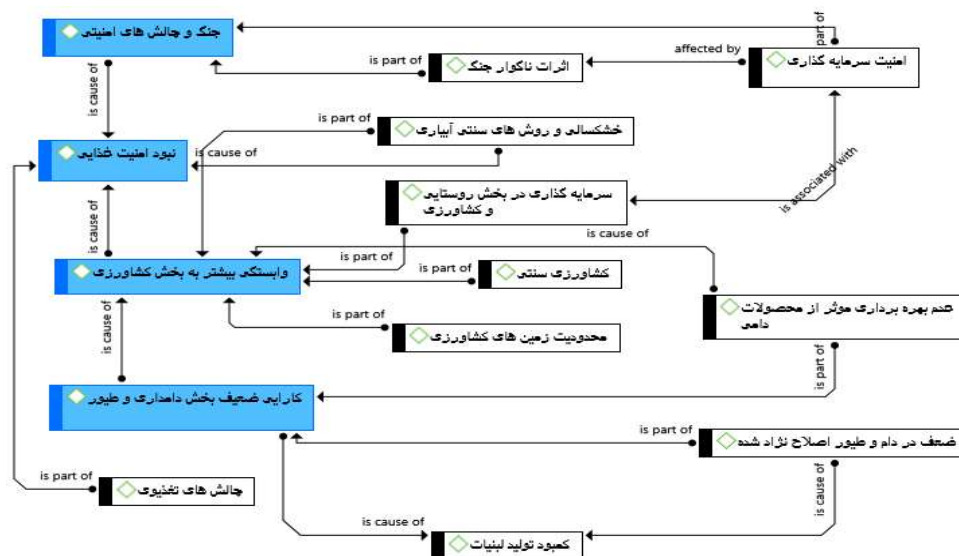 part of
جنگ و چالش های امنیتی
affected by
امنیت سرمایه گذاری
is part of
اثرات ناگوار جنگ
is cause of
is part of
خشکسالی و روش های سنتی آبیاری
نبود امنیت غذایی
is cause of
is associated with
سرمایه گذاری در بخش روستایی
و کشاورزی
is cause of
is cause of
is part of
وابستگی بیشتر به بخش کشاورزی
is part of
کشاورزی سنتی
عدم بهره برداری موثر از محصولات
دامی
is part of
محدودیت زمین های کشاورزی
is cause of
is part of
کارایی ضعیف بخش دامداری و طیور
is part of
ضعف در دام و طیور اصلاح نژاد شده
is part of
چالش های تغذیوی
is cause of
is cause of
کمبود تولید لبنیات